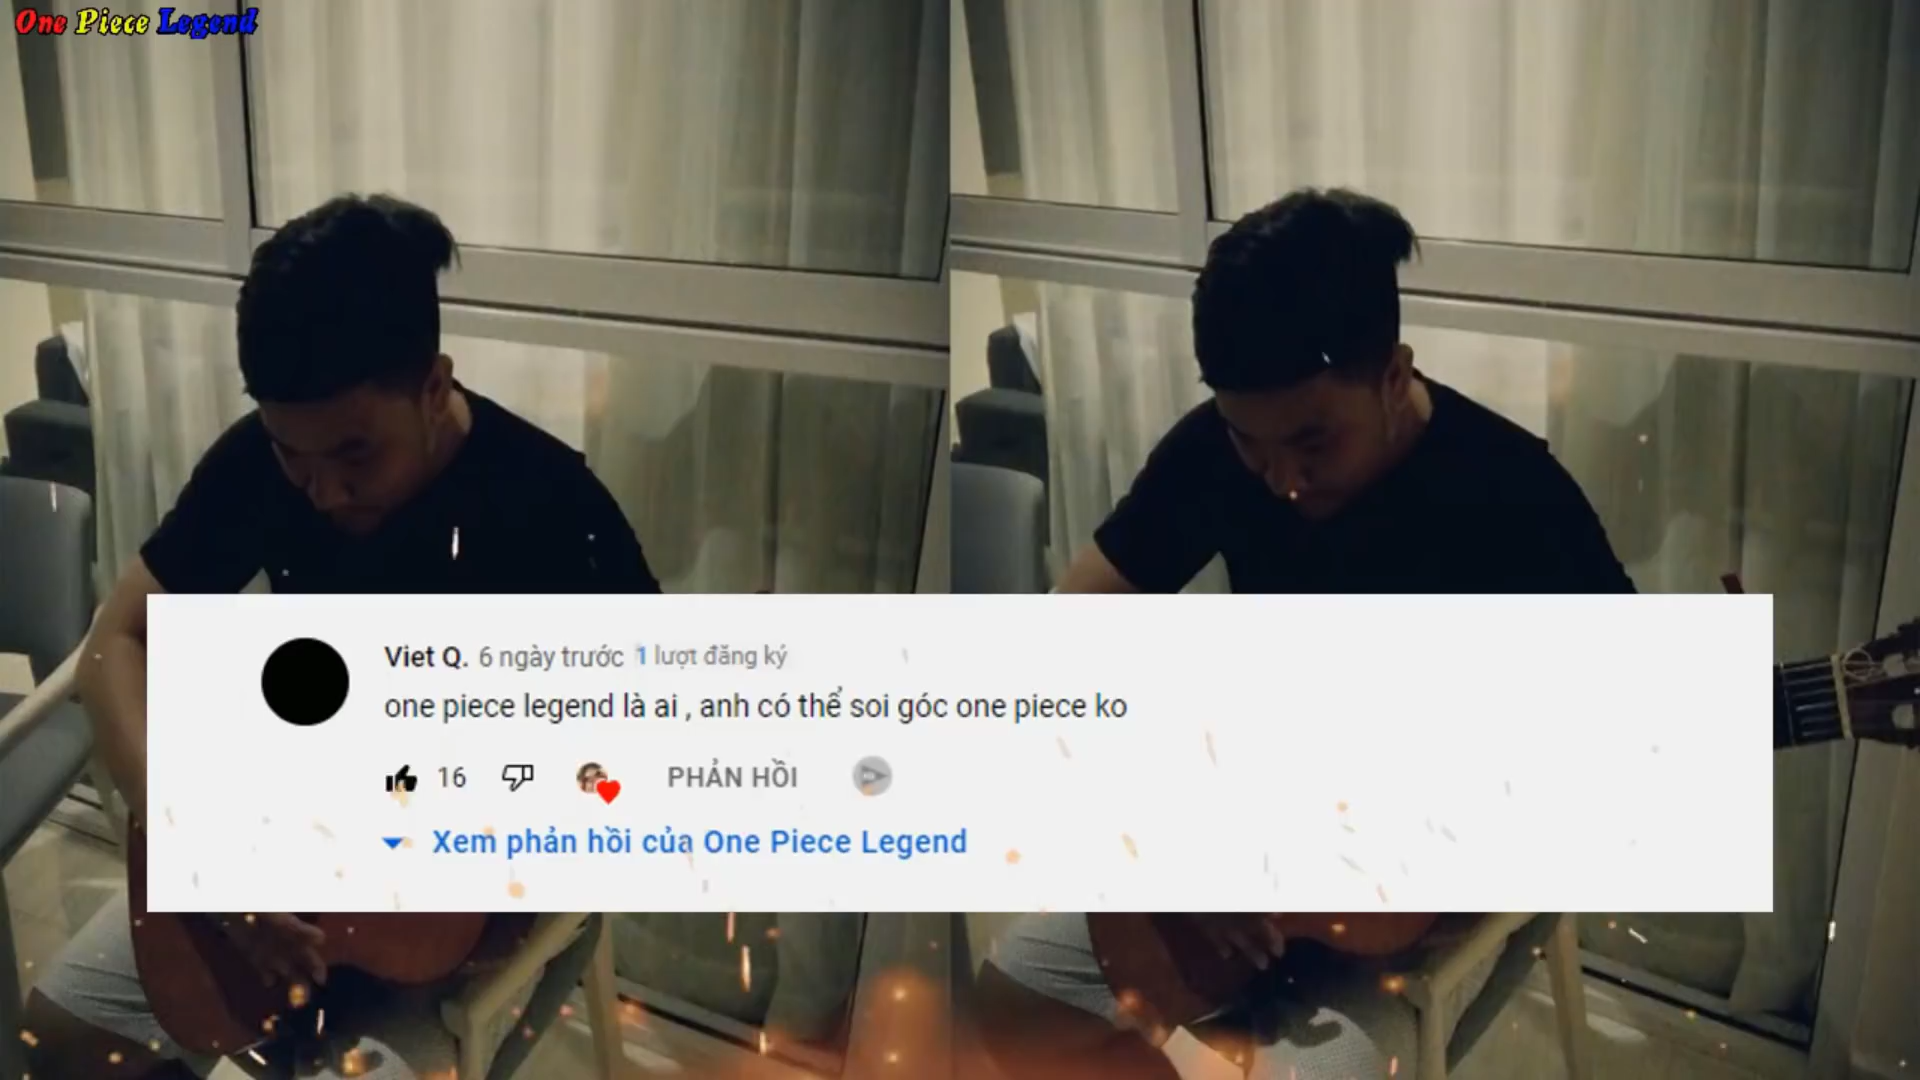 One Piece Legend
Viet Q. 6 ngày trước 1 lượt đăng ký
one piece legend là ai , anh có thể soi góc one piece ko
16 PHẢN HỒI
Xem phản hồi của One Piece Legend